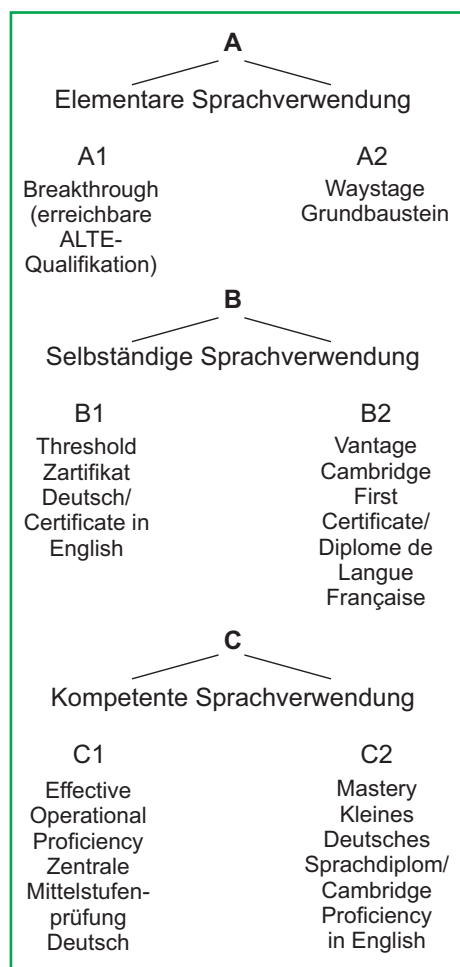 A
Elementare Sprachverwendung
A1
Breakthrough
(erreichbare
ALTE-
Qualifikation)
A2
Waystage
Grundbaustein
B
Selbständige Sprachverwendung
B1
Threshold
Zartifikat
Deutsch/
Certificate in
English
B2
Vantage
Cambridge
First
Certificate/
Diplome de
Langue
Française
C
Kompetente Sprachverwendung
C1
Effective
Operational
Proficiency
Zentrale
Mittelstufen-
prüfung
Deutsch
C2
Mastery
Kleines
Deutsches
Sprachdiplom/
Cambridge
Proficiency
in English